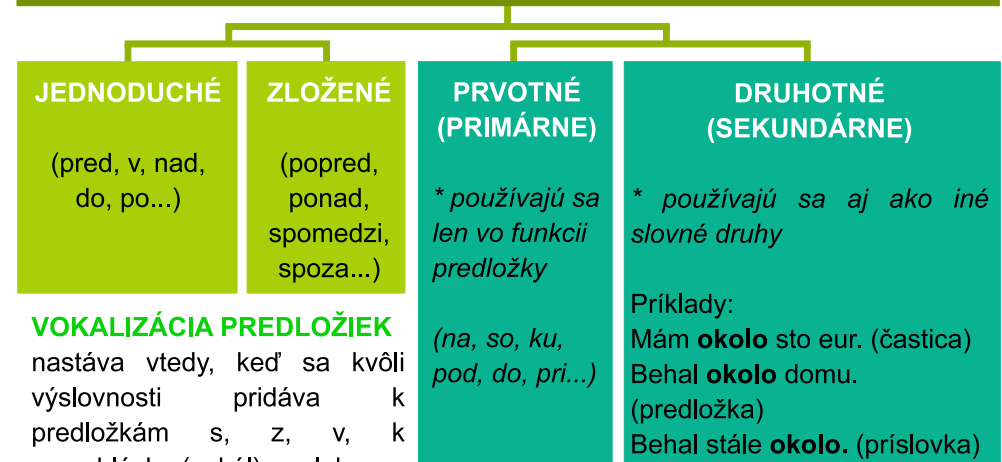 JEDNODUCHÉ
(pred, v, nad,
do, po...)
ZLOŽENÉ
(popred,
ponad,
spomedzi,
spoza...)
VOKALIZÁCIA PREDLOŽIEK
nastáva vtedy, keď sa kvôli
výslovnosti pridáva k
predložkám s, z, v, k
PRVOTNÉ
(PRIMÁRNE)
* používajú sa
len vo funkcii
predložky
(na, so, ku,
pod, do, pri...)
DRUHOTNÉ
(SEKUNDÁRNE)
* používajú sa aj ako iné
slovné druhy
Príklady:
Mám okolo sto eur. (častica)
Behal okolo domu.
(predložka)
Behal stále okolo. (príslovka)